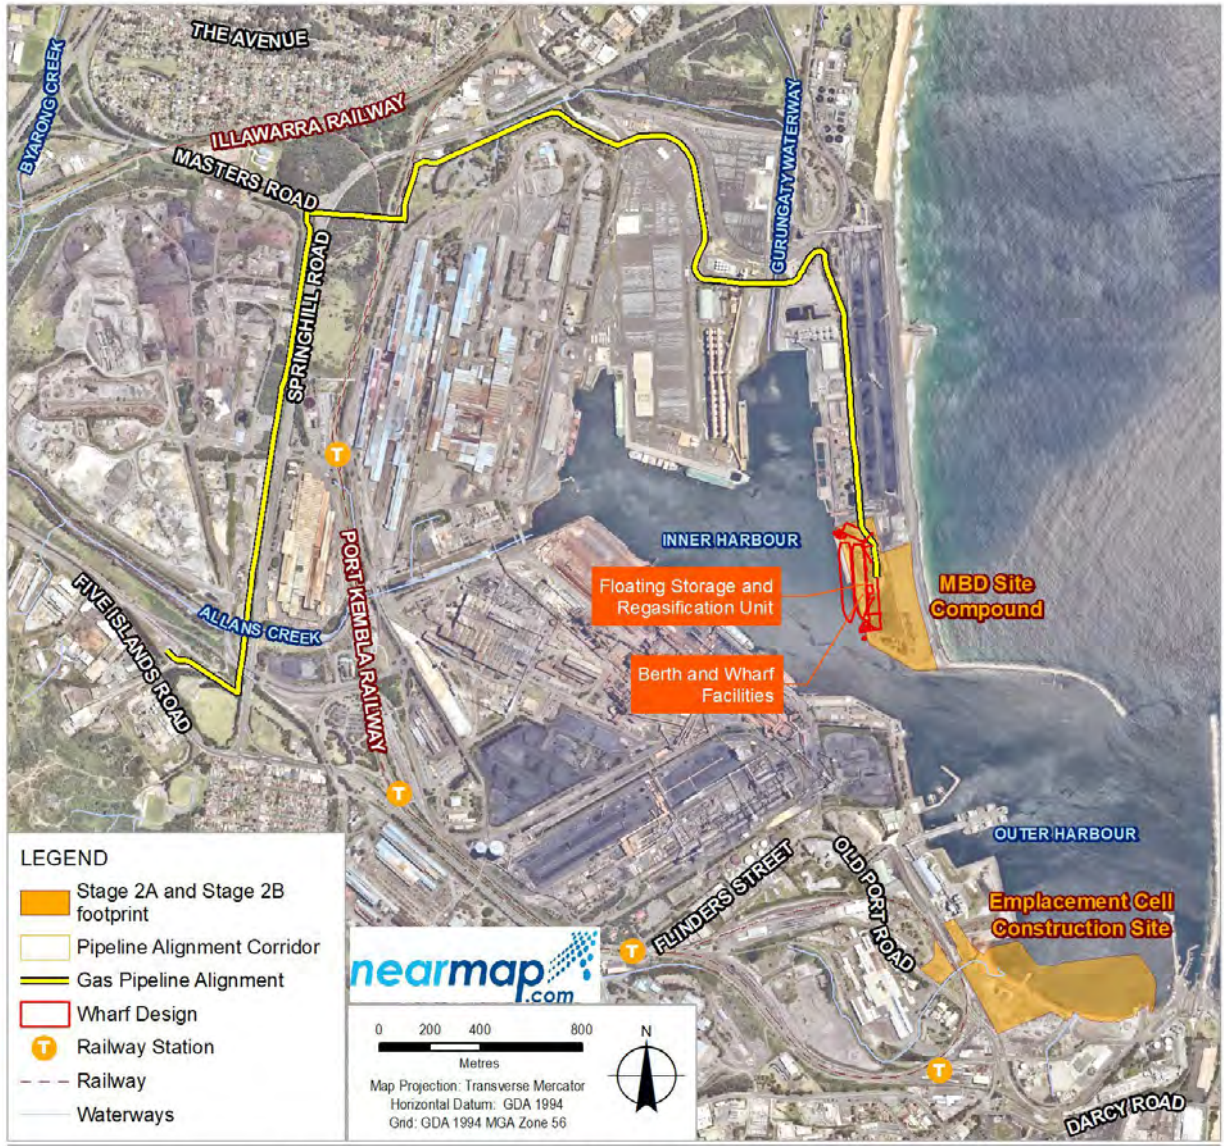 THE AVENUE
BYARONG CREEK
ILLAWARRA RAILWAY
MASTERS ROAD
GURUNGATY WATERWAY
SPRINGHILL ROAD
T
PORT KEMBLA RAILWAY
INNER HARBOUR
Floating Storage and
Regasification Unit
MBD Site
Compound
FIVE ISLANDS ROAD
ALLANS CREEK
Berth and Wharf
Facilities
T
OUTER HARBOUR
FLINDERS STREET
OLD PORT ROAD
Emplacement Cell
Construction Site
T
T
DARCY ROAD
LEGEND
Stage 2A and Stage 2B
footprint
Pipeline Alignment Corridor
Gas Pipeline Alignment
Wharf Design
T Railway Station
Railway
Waterways
nearmap
.com
0 200 400 800
Metres
Map Projection: Transverse Mercator
Horizontal Datum: GDA 1994
Grid: GDA 1994 MGA Zone 56
N